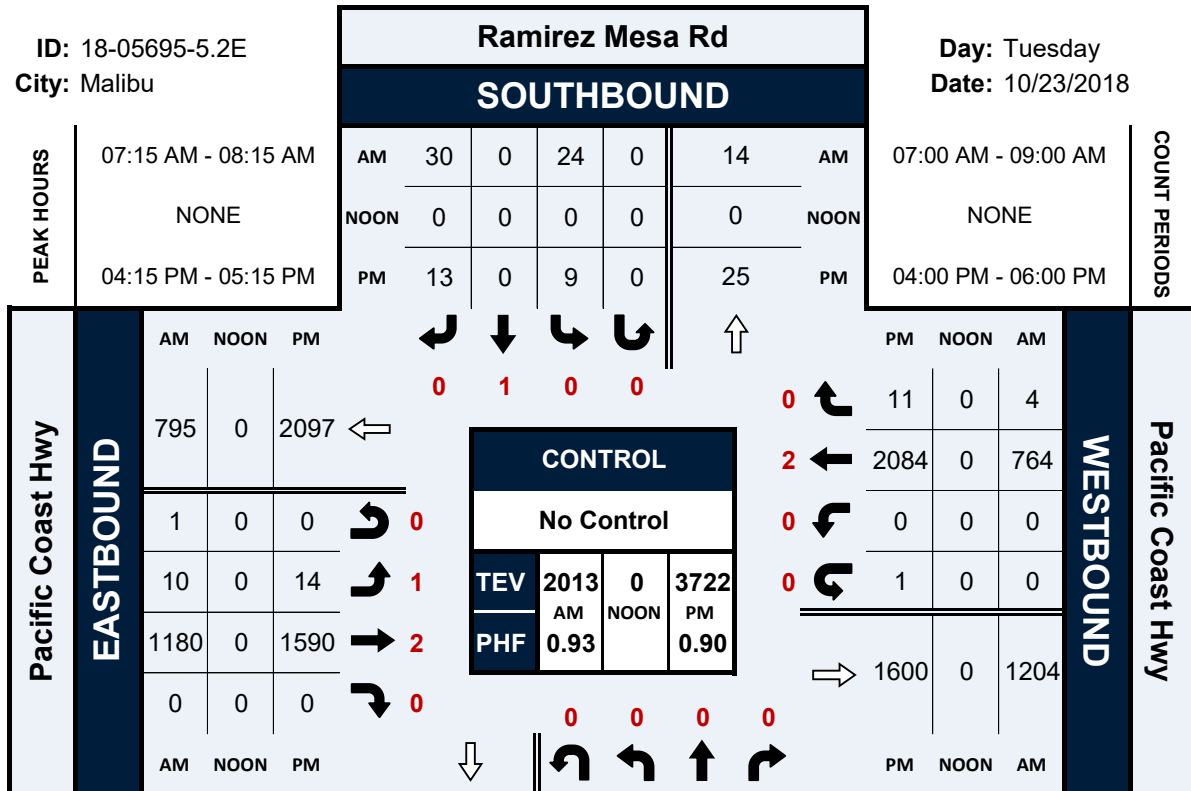 Ramirez Mesa Rd
SOUTHBOUND
ID: 18-05695-5.2E
City: Malibu
Day: Tuesday
Date: 10/23/2018
PEAK HOURS
07:15 AM - 08:15 AM
NONE
04:15 PM - 05:15 PM
AM 30 0 24 0 14 AM
NOON 0 0 0 0 0 NOON
PM 13 0 9 0 25 PM
07:00 AM - 09:00 AM
NONE
04:00 PM - 06:00 PM
COUNT PERIODS
0 1 0 0
Pacific Coast Hwy
EASTBOUND
AM NOON PM
795 0 2097
1 0 0 0
10 0 14 1
1180 0 1590 2
0 0 0 0
AM NOON PM
CONTROL
No Control
TEV 2013 0 3722
AM NOON PM
PHF 0.93 0.90
PM NOON AM
0 11 0 4
2 2084 0 764
0 0 0 0
0 1 0 0
1600 0 1204
PM NOON AM
WESTBOUND
Pacific Coast Hwy
0 0 0 0